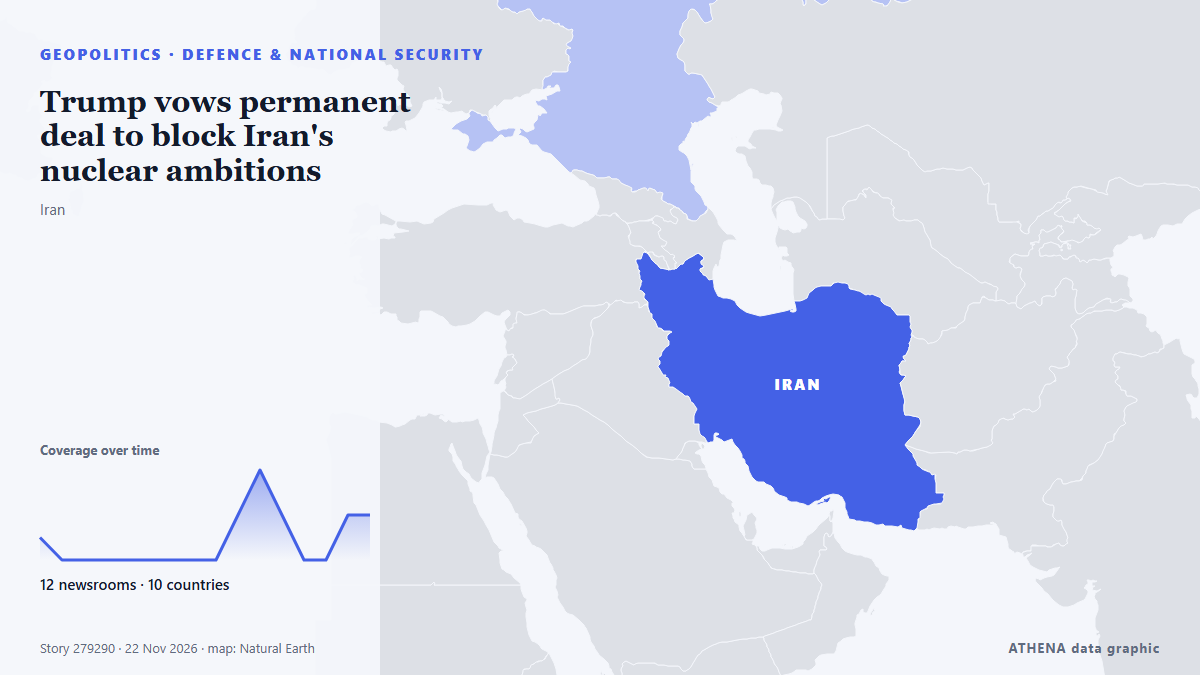 GEOPOLITICS · DEFENCE & NATIONAL SECURITY
Trump vows permanent
deal to block Iran's
nuclear ambitions
Iran
IRAN
Coverage over time
12 newsrooms · 10 countries
Story 279290 · 22 Nov 2026 · map: Natural Earth
ATHENA data graphic